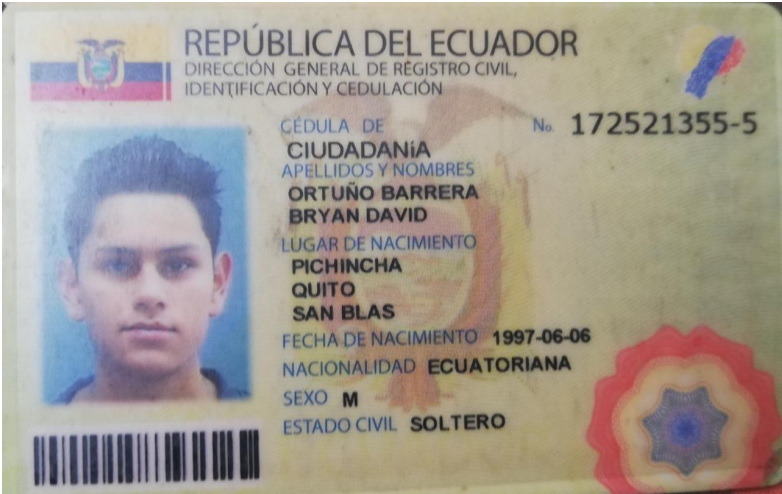 REPÚBLICA DEL ECUADOR
DIRECCIÓN GENERAL DE REGISTRO CIVIL,
IDENTIFICACIÓN Y CEDULACIÓN
CÉDULA DE No. 172521355-5
CIUDADANíA
APELLIDOS Y NOMBRES
ORTUÑO BARRERA
BRYAN DAVID
LUGAR DE NACIMIENTO
PICHINCHA
QUITO
SAN BLAS
FECHA DE NACIMIENTO 1997-06-06
NACIONALIDAD ECUATORIANA
SEXO M
ESTADO CIVIL SOLTERO